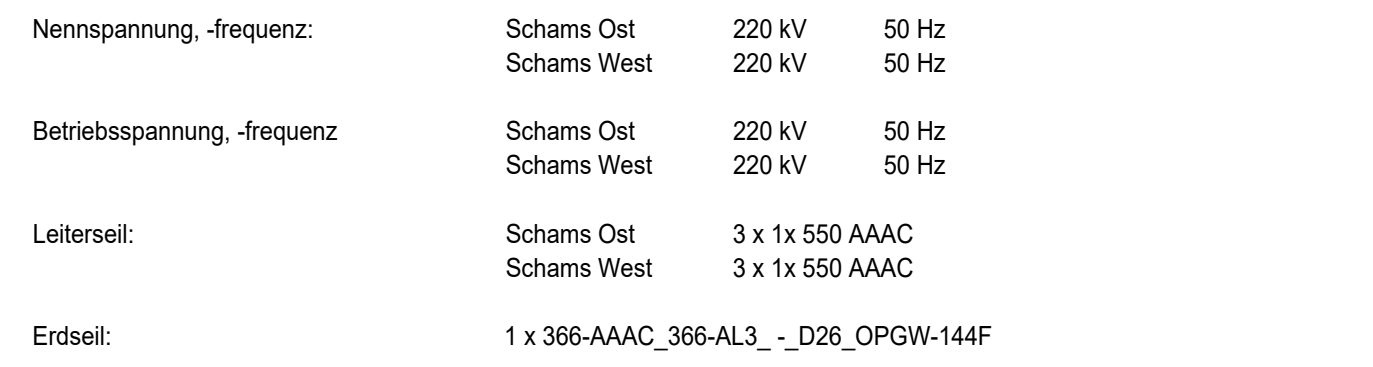 Nennspannung, -frequenz: Schams Ost 220 kV 50 Hz
Schams West 220 kV 50 Hz
Betriebsspannung, -frequenz Schams Ost 220 kV 50 Hz
Schams West 220 kV 50 Hz
Leiterseil: Schams Ost 3 x 1x 550 AAAC
Schams West 3 x 1x 550 AAAC
Erdseil: 1 x 366-AAAC_366-AL3_ -_D26_OPGW-144F